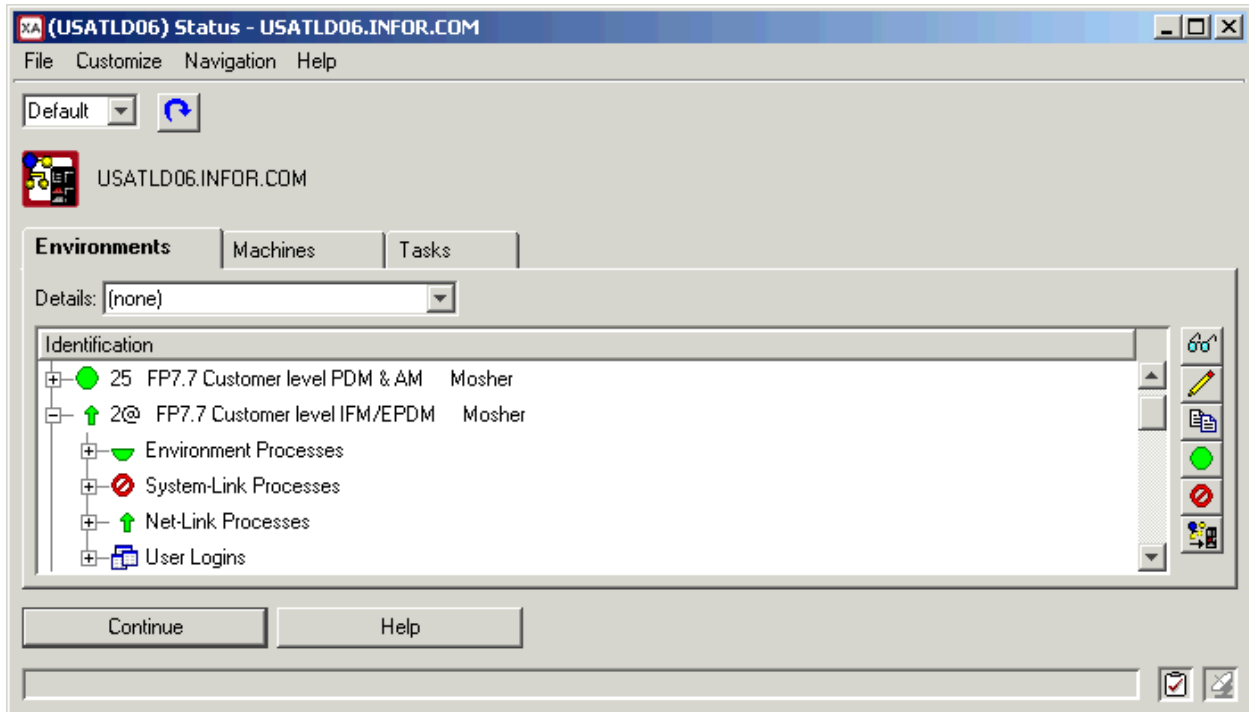 XA (USATLD06) Status - USATLD06.INFOR.COM
File Customize Navigation Help
Default
USATLD06.INFOR.COM
Environments Machines Tasks
Details: (none)
Identification
25 FP7.7 Customer level PDM & AM Mosher
2@ FP7.7 Customer level IFM/EPDM Mosher
Environment Processes
System-Link Processes
Net-Link Processes
User Logins
Continue Help